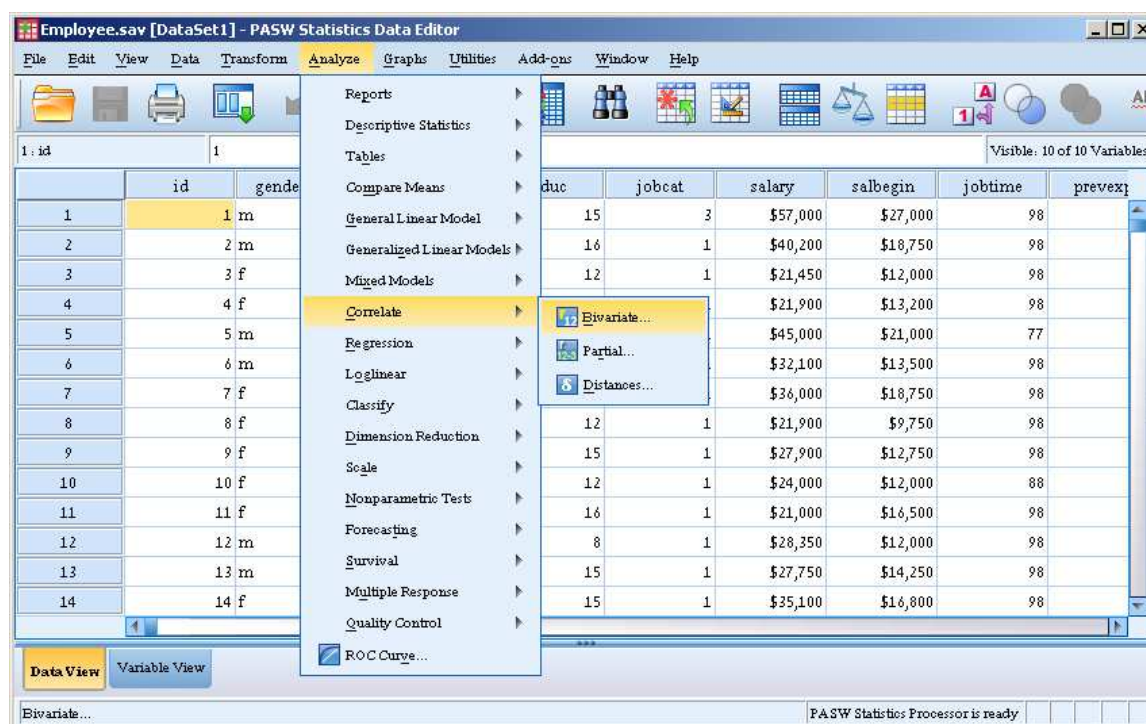 Employee.sav [DataSet1] - PASW Statistics Data Editor
File Edit View Data Transform Analyze Graphs Utilities Add-ons Window Help
A
1
1 : id 1 Visible: 10 of 10 Variables
id gende duc jobcat salary salbegin jobtime prevexp
1 1 m 15 3 $57,000 $27,000 98
2 2 m 16 1 $40,200 $18,750 98
3 3 f 12 1 $21,450 $12,000 98
4 4 f $21,900 $13,200 98
5 5 m $45,000 $21,000 77
6 6 m $32,100 $13,500 98
7 7 f $36,000 $18,750 98
8 8 f 12 1 $21,900 $9,750 98
9 9 f 15 1 $27,900 $12,750 98
10 10 f 12 1 $24,000 $12,000 88
11 11 f 16 1 $21,000 $16,500 98
12 12 m 8 1 $28,350 $12,000 98
13 13 m 15 1 $27,750 $14,250 98
14 14 f 15 1 $35,100 $16,800 98
Reports
Descriptive Statistics
Tables
Compare Means
General Linear Model
Generalized Linear Models
Mixed Models
Correlate
Regression
Loglinear
Classify
Dimension Reduction
Scale
Nonparametric Tests
Forecasting
Survival
Multiple Response
Quality Control
ROC Curve...
12 Bivariate...
Partial...
δ Distances...
Data View Variable View
Bivariate... PASW Statistics Processor is ready